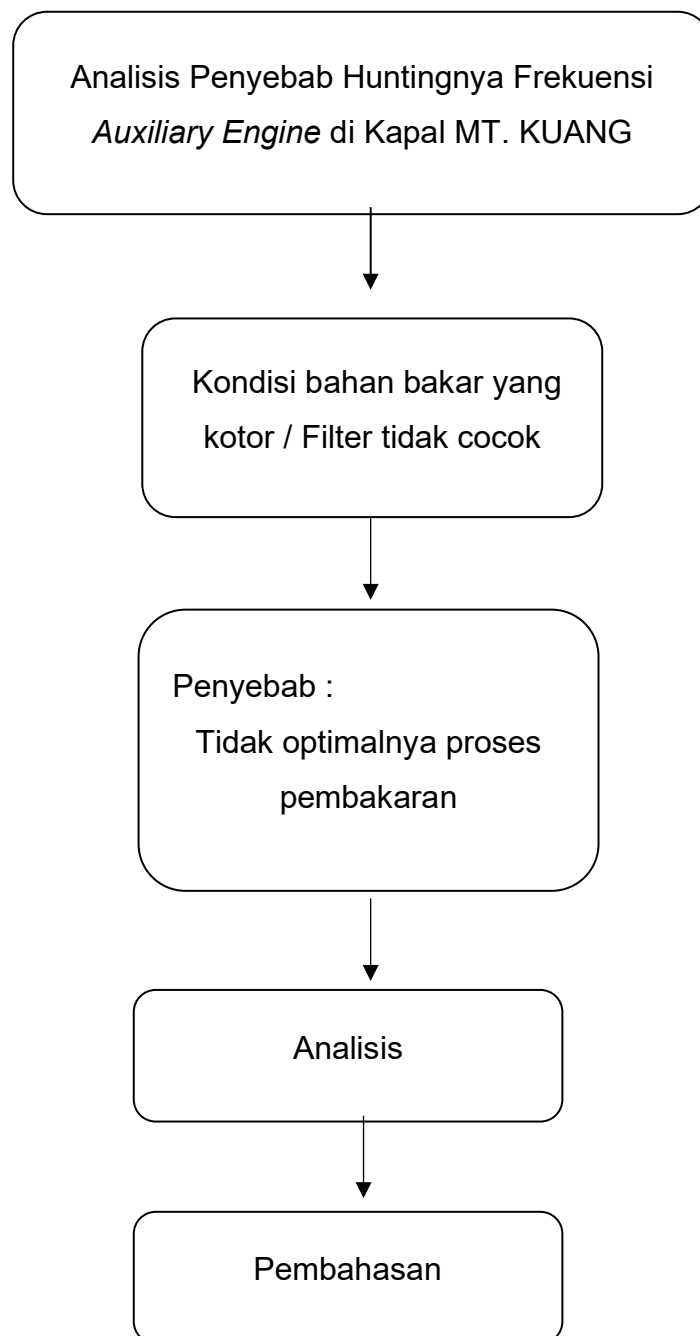 Analisis Penyebab Huntingnya Frekuensi
Auxiliary Engine di Kapal MT. KUANG
Kondisi bahan bakar yang
kotor / Filter tidak cocok
Penyebab :
Tidak optimalnya proses
pembakaran
Analisis
Pembahasan